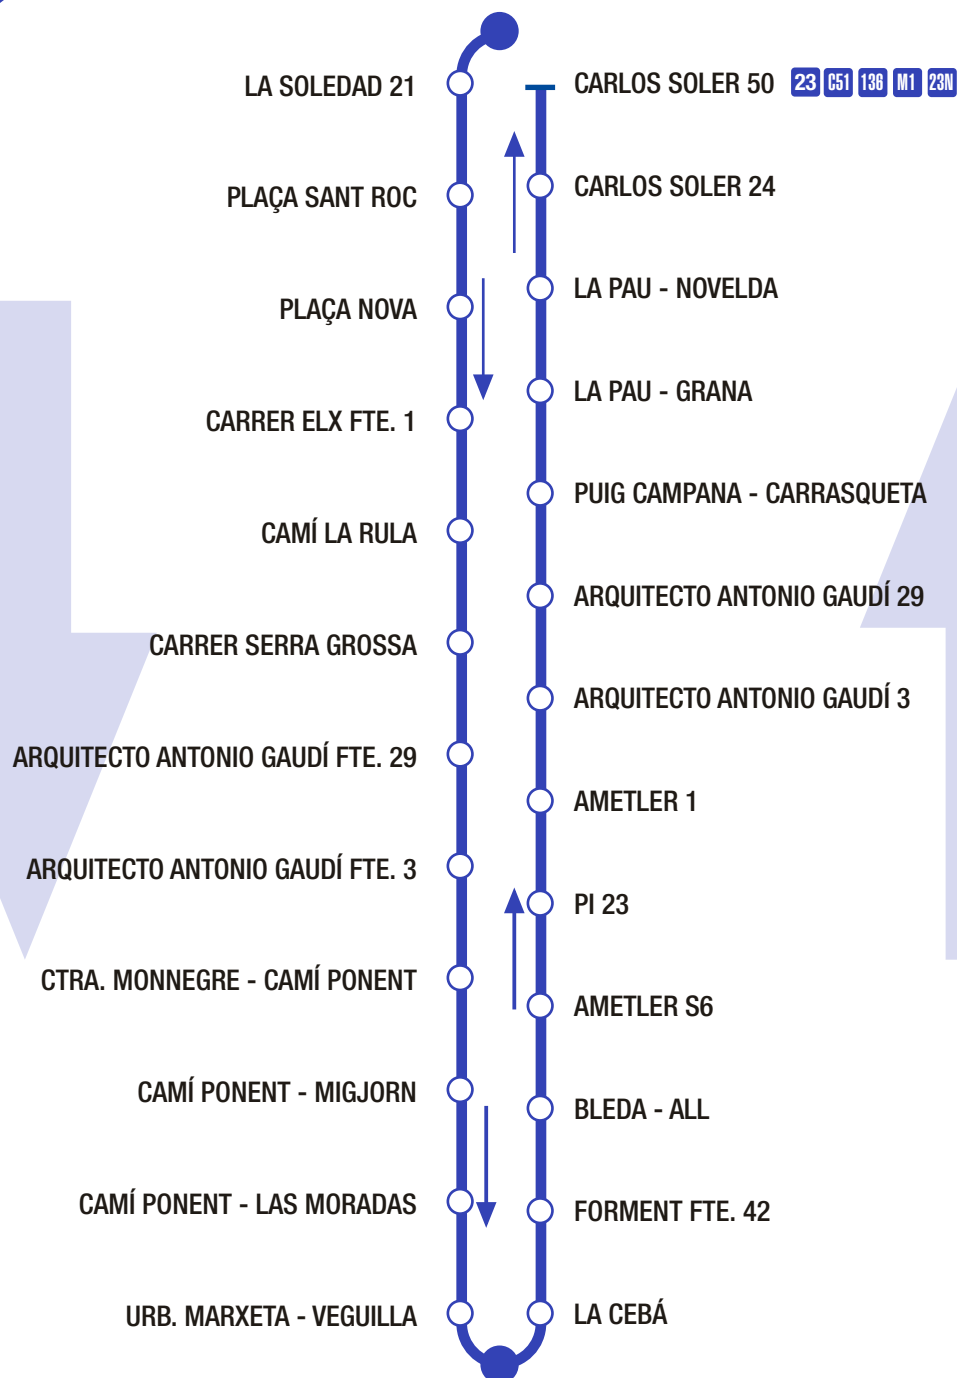 LA SOLEDAD 21
PLAÇA SANT ROC
PLAÇA NOVA
CARRER ELX FTE. 1
CAMÍ LA RULA
CARRER SERRA GROSSA
ARQUITECTO ANTONIO GAUDÍ FTE. 29
ARQUITECTO ANTONIO GAUDÍ FTE. 3
CTRA. MONNEGRE - CAMÍ PONENT
CAMÍ PONENT - MIGJORN
CAMÍ PONENT - LAS MORADAS
URB. MARXETA - VEGUILLA
CARLOS SOLER 50 23 C51 136 M1 23N
CARLOS SOLER 24
LA PAU - NOVELDA
LA PAU - GRANA
PUIG CAMPANA - CARRASQUETA
ARQUITECTO ANTONIO GAUDÍ 29
ARQUITECTO ANTONIO GAUDÍ 3
AMETLER 1
PI 23
AMETLER S6
BLEDA - ALL
FORMENT FTE. 42
LA CEBÁ